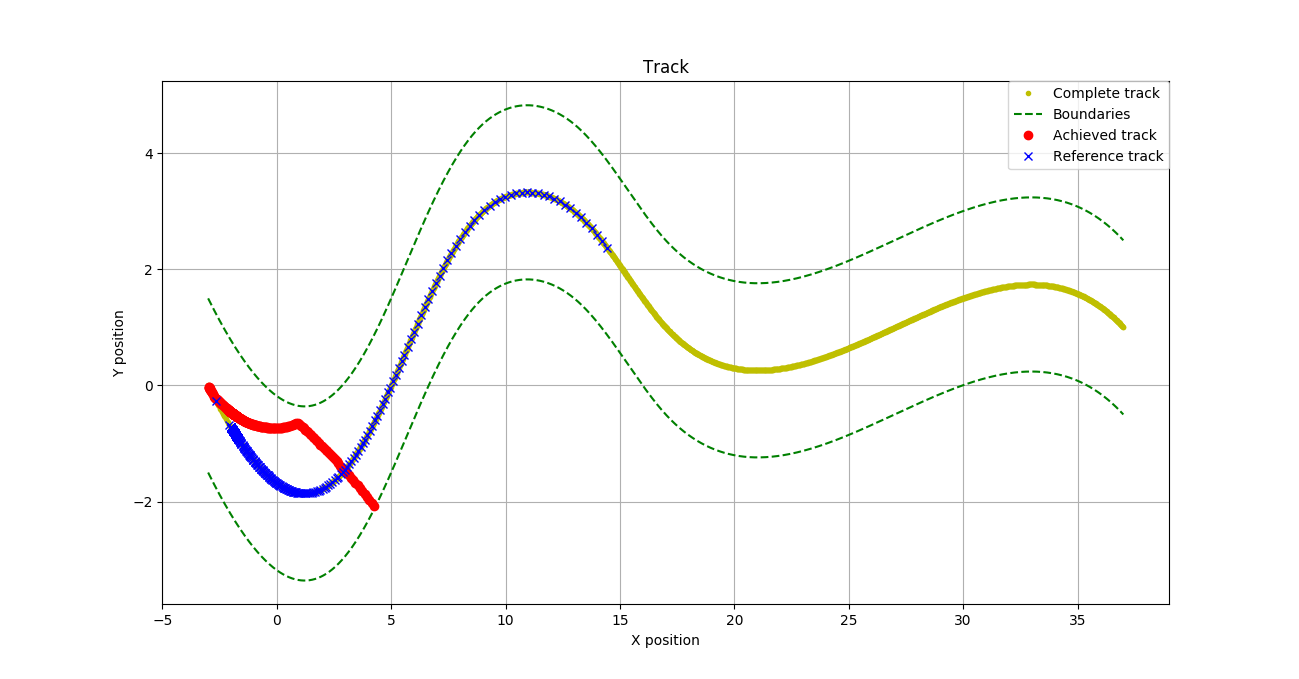 Track
Complete track
Boundaries
Achieved track
Reference track
Y position
4
2
0
−2
−5
0
5
10
15
20
25
30
35
X position